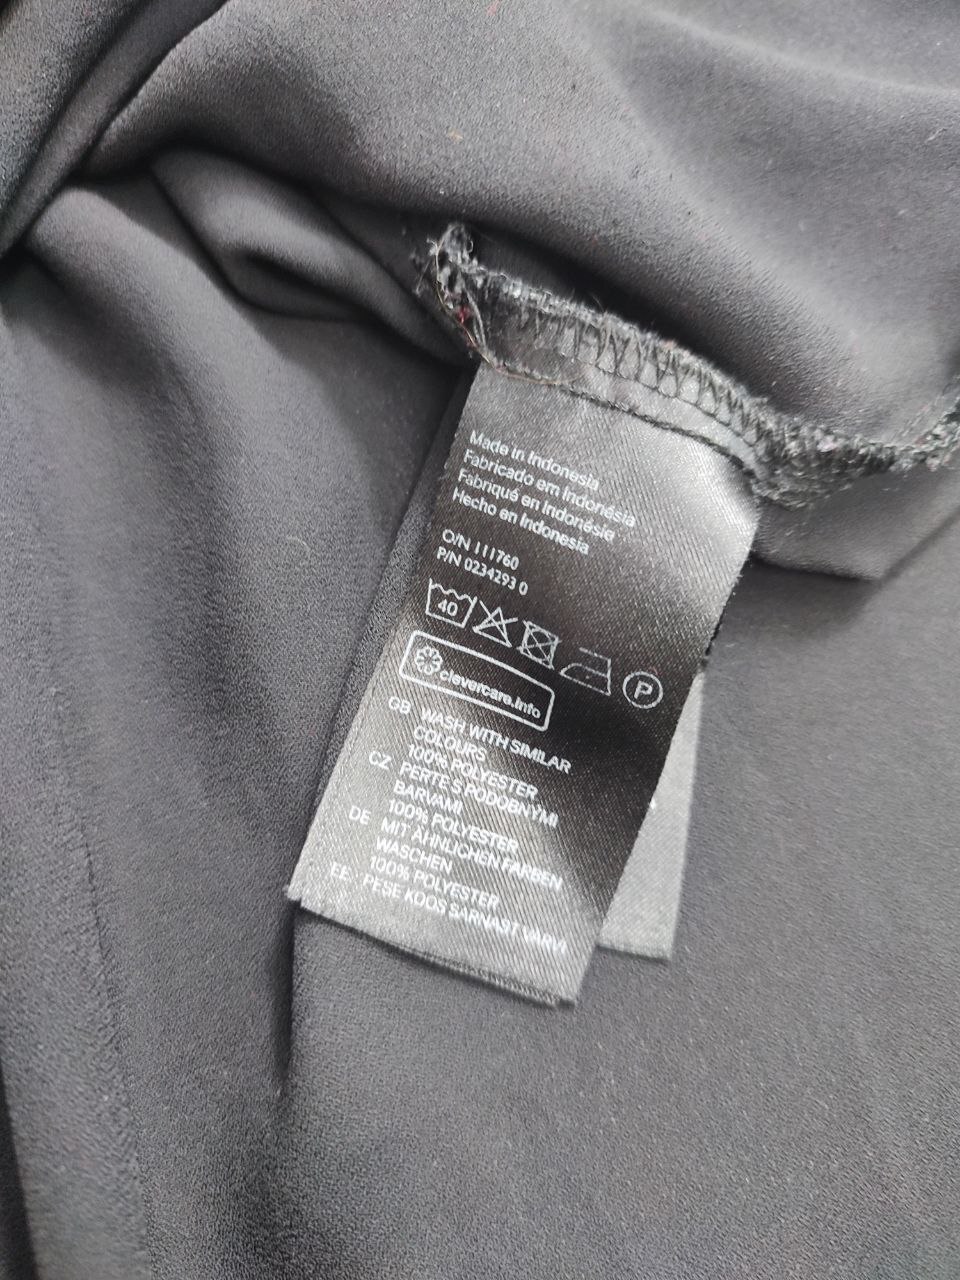 Made in Indonesia
Fabricado em Indonésia
Fabriqué en Indonésie
Hecho en Indonesia
O/N 111760
P/N 0234293 0
40
P
clevercare.info
GB WASH WITH SIMILAR
COLOURS
100% POLYESTER
CZ PERTE S PODOBNÝMI
BARVAMI
100% POLYESTER
DE MIT ÄHNLICHEN FARBEN
WASCHEN
100% POLYESTER
EE PESE KOOS SARNAST VÄRVI